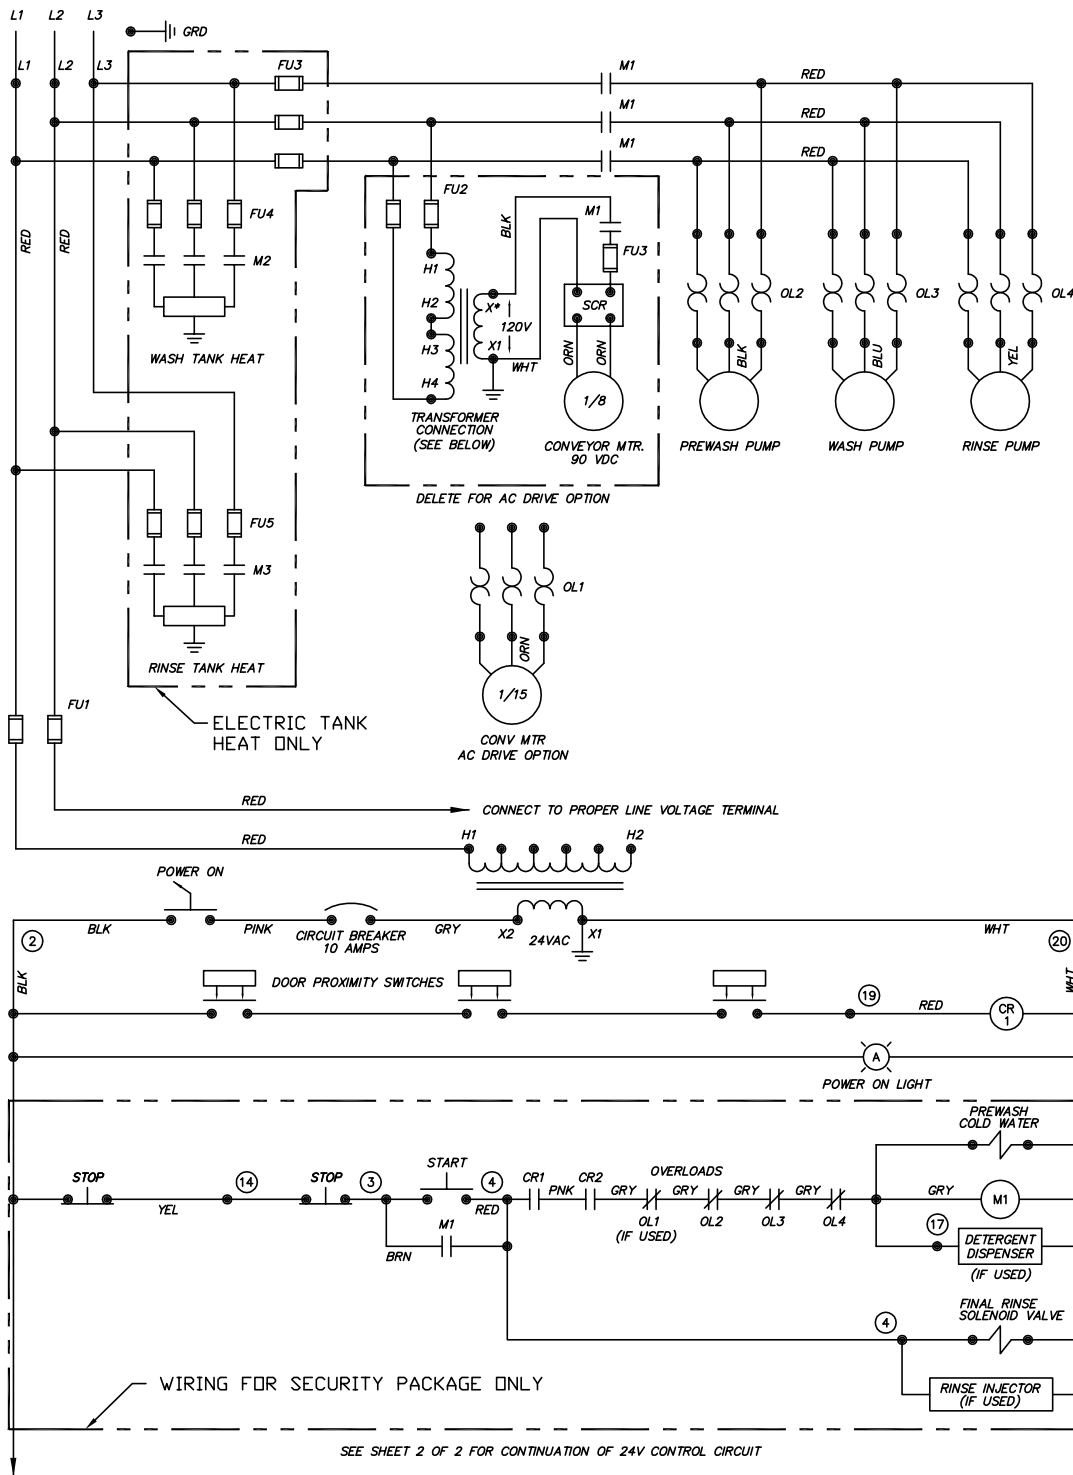 L1
L2
L3
GRD
L1
L2
L3
FU3
M1
RED
M1
RED
M1
RED
RED
RED
FU4
M2
WASH TANK HEAT
FU2
H1
H2
H3
H4
BLK
X*
120V
X1
WHT
M1
FU3
SCR
ORN
ORN
1/8
TRANSFORMER
CONNECTION
(SEE BELOW)
CONVEYOR MTR.
90 VDC
DELETE FOR AC DRIVE OPTION
OL2
BLK
PREWASH PUMP
OL3
BLU
WASH PUMP
OL4
YEL
RINSE PUMP
FU5
M3
RINSE TANK HEAT
OL1
ORN
1/15
CONV MTR
AC DRIVE OPTION
FU1
ELECTRIC TANK
HEAT ONLY
RED
CONNECT TO PROPER LINE VOLTAGE TERMINAL
RED
H1
H2
POWER ON
2
BLK
PINK
CIRCUIT BREAKER
10 AMPS
GRY
X2
24VAC
X1
WHT
20
BLK
DOOR PROXIMITY SWITCHES
19
RED
CR
1
WHT
A
POWER ON LIGHT
PREWASH
COLD WATER
STOP
YEL
14
STOP
3
START
4
RED
CR1
PNK
CR2
OVERLOADS
GRY
GRY
GRY
GRY
OL1
(IF USED)
OL2
OL3
OL4
GRY
M1
M1
BRN
17
DETERGENT
DISPENSER
(IF USED)
FINAL RINSE
SOLENOID VALVE
4
RINSE INJECTOR
(IF USED)
WIRING FOR SECURITY PACKAGE ONLY
SEE SHEET 2 OF 2 FOR CONTINUATION OF 24V CONTROL CIRCUIT